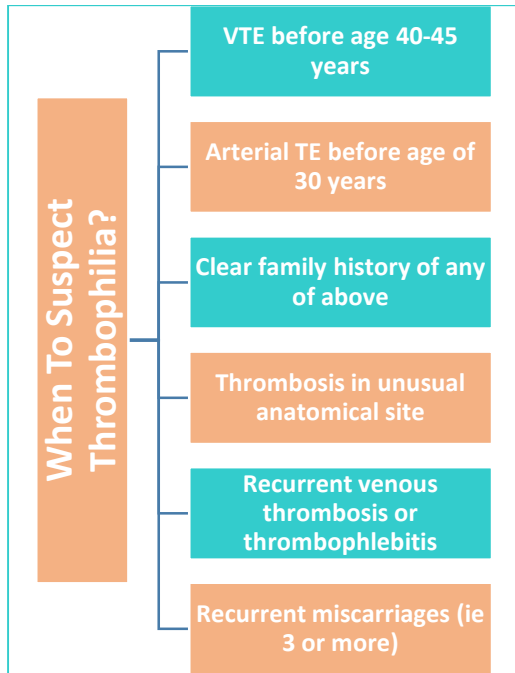 When To Suspect
Thrombophilia?
VTE before age 40-45
years
Arterial TE before age of
30 years
Clear family history of any
of above
Thrombosis in unusual
anatomical site
Recurrent venous
thrombosis or
thrombophlebitis
Recurrent miscarriages (ie
3 or more)